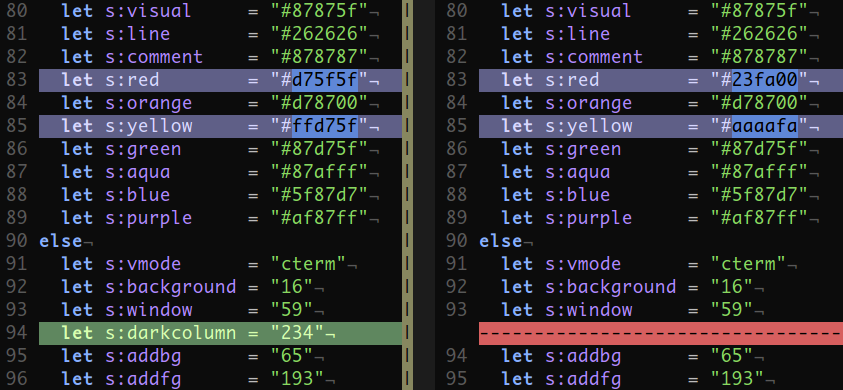 80 let s:visual = "#87875f"¬
81 let s:line = "#262626"¬
82 let s:comment = "#878787"¬
83 let s:red = "#d75f5f"¬
84 let s:orange = "#d78700"¬
85 let s:yellow = "#ffd75f"¬
86 let s:green = "#87d75f"¬
87 let s:aqua = "#87afff"¬
88 let s:blue = "#5f87d7"¬
89 let s:purple = "#af87ff"¬
90 else¬
91 let s:vmode = "cterm"¬
92 let s:background = "16"¬
93 let s:window = "59"¬
94 let s:darkcolumn = "234"¬
95 let s:addbg = "65"¬
96 let s:addfg = "193"¬
80 let s:visual = "#87875f"¬
81 let s:line = "#262626"¬
82 let s:comment = "#878787"¬
83 let s:red = "#23fa00"¬
84 let s:orange = "#d78700"¬
85 let s:yellow = "#aaaafa"¬
86 let s:green = "#87d75f"¬
87 let s:aqua = "#87afff"¬
88 let s:blue = "#5f87d7"¬
89 let s:purple = "#af87ff"¬
90 else¬
91 let s:vmode = "cterm"¬
92 let s:background = "16"¬
93 let s:window = "59"¬
---------------------------------
94 let s:addbg = "65"¬
95 let s:addfg = "193"¬